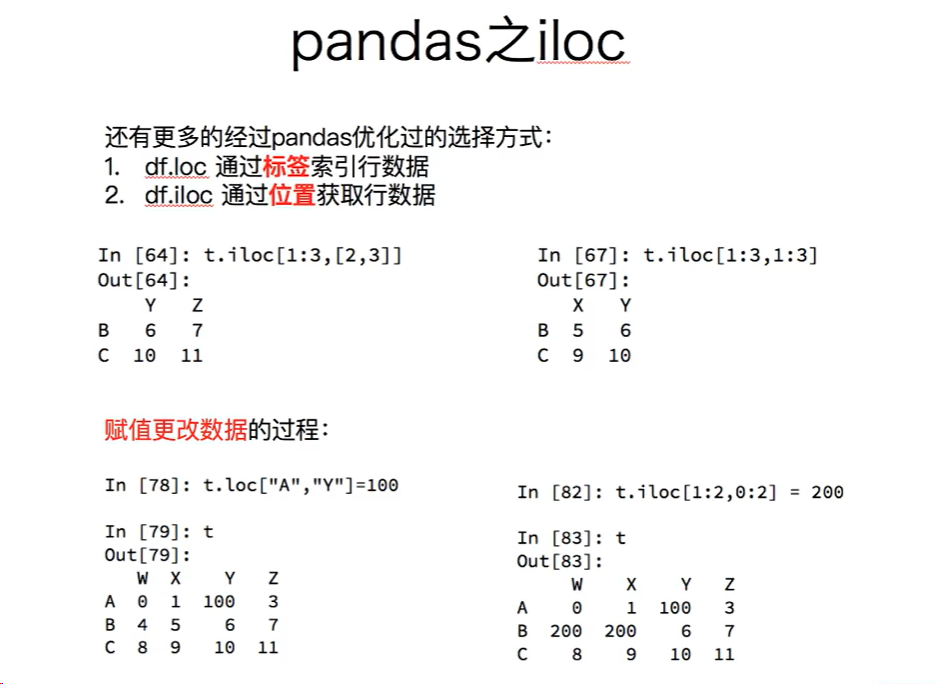 pandas之iloc
还有更多的经过pandas优化过的选择方式：
1. df.loc 通过标签索引行数据
2. df.iloc 通过位置获取行数据
In [64]: t.iloc[1:3,[2,3]]
Out[64]:
Y Z
B 6 7
C 10 11
In [67]: t.iloc[1:3,1:3]
Out[67]:
X Y
B 5 6
C 9 10
赋值更改数据的过程：
In [78]: t.loc["A","Y"]=100
In [79]: t
Out[79]:
W X Y Z
A 0 1 100 3
B 4 5 6 7
C 8 9 10 11
In [82]: t.iloc[1:2,0:2] = 200
In [83]: t
Out[83]:
W X Y Z
A 0 1 100 3
B 200 200 6 7
C 8 9 10 11